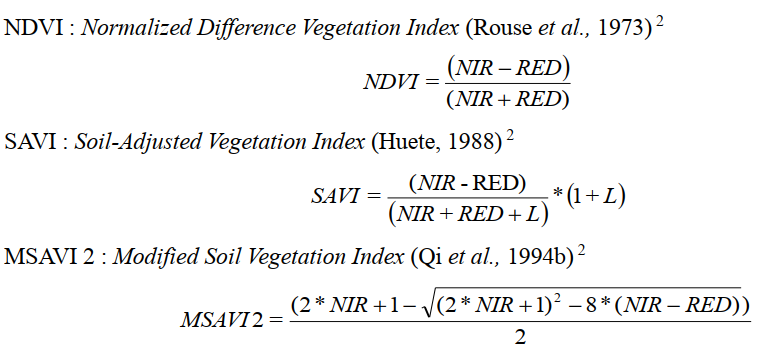 NDVI : Normalized Difference Vegetation Index (Rouse et al., 1973) ²
NDVI = (NIR − RED) / (NIR + RED)
SAVI : Soil-Adjusted Vegetation Index (Huete, 1988) ²
SAVI = (NIR - RED) / (NIR + RED + L) * (1 + L)
MSAVI 2 : Modified Soil Vegetation Index (Qi et al., 1994b) ²
MSAVI 2 = (2 * NIR + 1 − √((2 * NIR + 1)² − 8 * (NIR − RED))) / 2